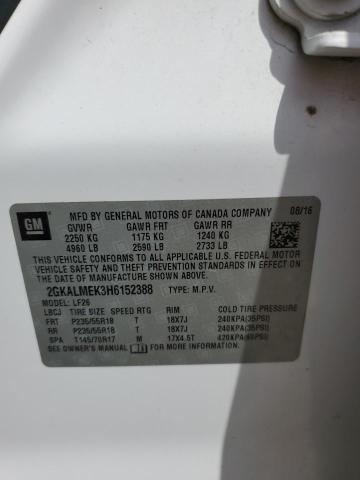 GM
MFD BY GENERAL MOTORS OF CANADA COMPANY 08/16
GVWR GAWR FRT GAWR RR
2250 KG 1175 KG 1240 KG
4960 LB 2590 LB 2733 LB
THIS VEHICLE CONFORMS TO ALL APPLICABLE U.S. FEDERAL MOTOR
VEHICLE SAFETY AND THEFT PREVENTION STANDARDS IN EFFECT ON
THE DATE OF MANUFACTURE SHOWN ABOVE.
2GKALMEK3H6152388 TYPE: M.P.V.
MODEL: LF26
LBCJ TIRE SIZE SPEED RTG RIM COLD TIRE PRESSURE
FRT P235/55R18 T 18X7J 240KPA(35PSI)
RR P235/55R18 T 18X7J 240KPA(35PSI)
SPA T145/70R17 M 17X4.5T 420KPA(60PSI)
SEE OWNER'S MANUAL FOR MORE INFORMATION.